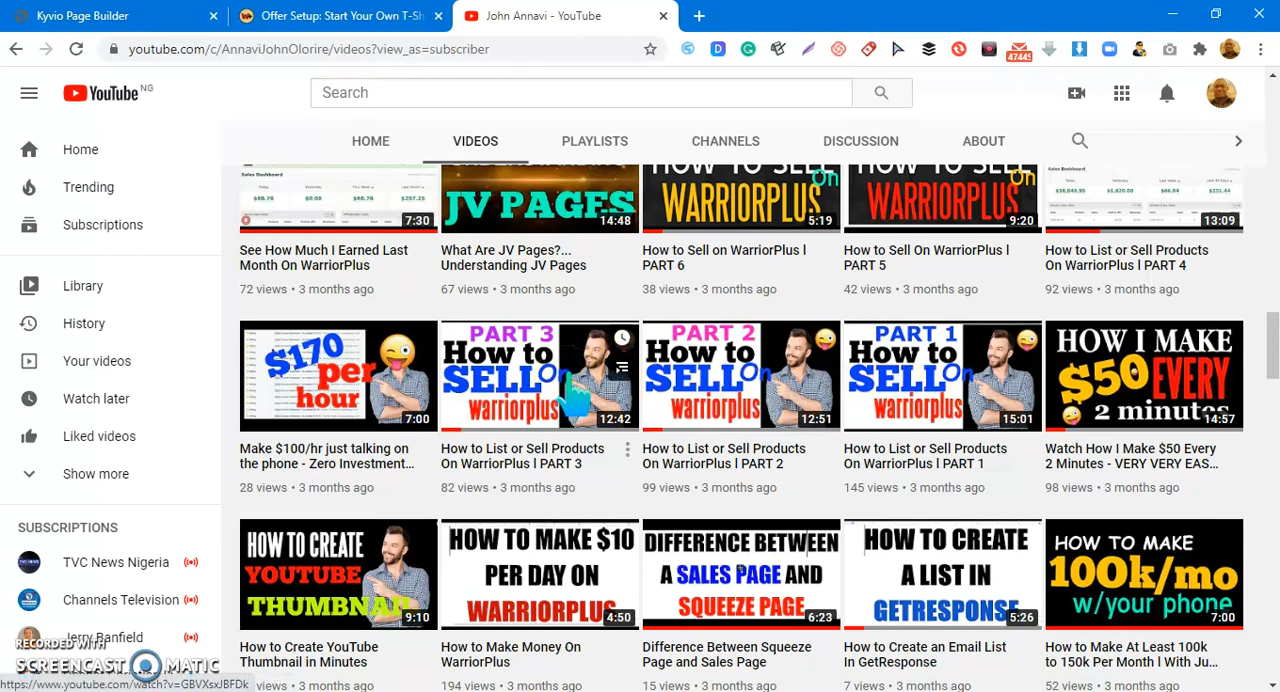 Kyvio Page Builder
Offer Setup: Start Your Own T-Sh
John Annavi - YouTube
youtube.com/c/AnnaviJohnOlorire/videos?view_as=subscriber
47449
YouTube NG
Search
HOME VIDEOS PLAYLISTS CHANNELS DISCUSSION ABOUT
Home
Trending
Subscriptions
Library
History
Your videos
Watch later
Liked videos
Show more
SUBSCRIPTIONS
TVC News Nigeria
Channels Television
Jerry Banfield
RECORDED WITH
SCREENCAST MATIC
https://www.youtube.com/watch?v=GBVXsxJBFDk
Sales Dashboard
7:30
See How Much I Earned Last
Month On WarriorPlus
72 views • 3 months ago
JV PAGES
14:48
What Are JV Pages?...
Understanding JV Pages
67 views • 3 months ago
HOW TO SELL
On
WARRIORPLUS
5:19
How to Sell on WarriorPlus l
PART 6
38 views • 3 months ago
HOW TO SELL
On
WARRIORPLUS
9:20
How to Sell On WarriorPlus l
PART 5
42 views • 3 months ago
Sales Dashboard
13:09
How to List or Sell Products
On WarriorPlus l PART 4
92 views • 3 months ago
$170
per
hour
7:00
Make $100/hr just talking on
the phone - Zero Investment...
28 views • 3 months ago
PART 3
How to
SELL On
warriorplus
12:42
How to List or Sell Products
On WarriorPlus l PART 3
82 views • 3 months ago
PART 2
How to
SELL On
warriorplus
12:51
How to List or Sell Products
On WarriorPlus l PART 2
99 views • 3 months ago
PART 1
How to
SELL On
warriorplus
15:01
How to List or Sell Products
On WarriorPlus l PART 1
145 views • 3 months ago
HOW I MAKE
$50 EVERY
2 minutes
14:57
Watch How I Make $50 Every
2 Minutes - VERY VERY EAS...
98 views • 3 months ago
HOW TO CREATE
YOUTUBE
THUMBNA
9:10
How to Create YouTube
Thumbnail in Minutes
HOW TO MAKE $10
PER DAY ON
WARRIORPLUS
4:50
How to Make Money On
WarriorPlus
194 views • 3 months ago
DIFFERENCE BETWEEN
A SALES PAGE AND
SQUEEZE PAGE
6:23
Difference Between Squeeze
Page and Sales Page
15 views • 3 months ago
HOW TO CREATE
A LIST IN
GETRESPONSE
5:26
How to Create an Email List
In GetResponse
7 views • 3 months ago
HOW TO MAKE
100k/mo
w/your phone
7:00
How to Make At Least 100k
to 150k Per Month l With Ju...
86 views • 3 months ago